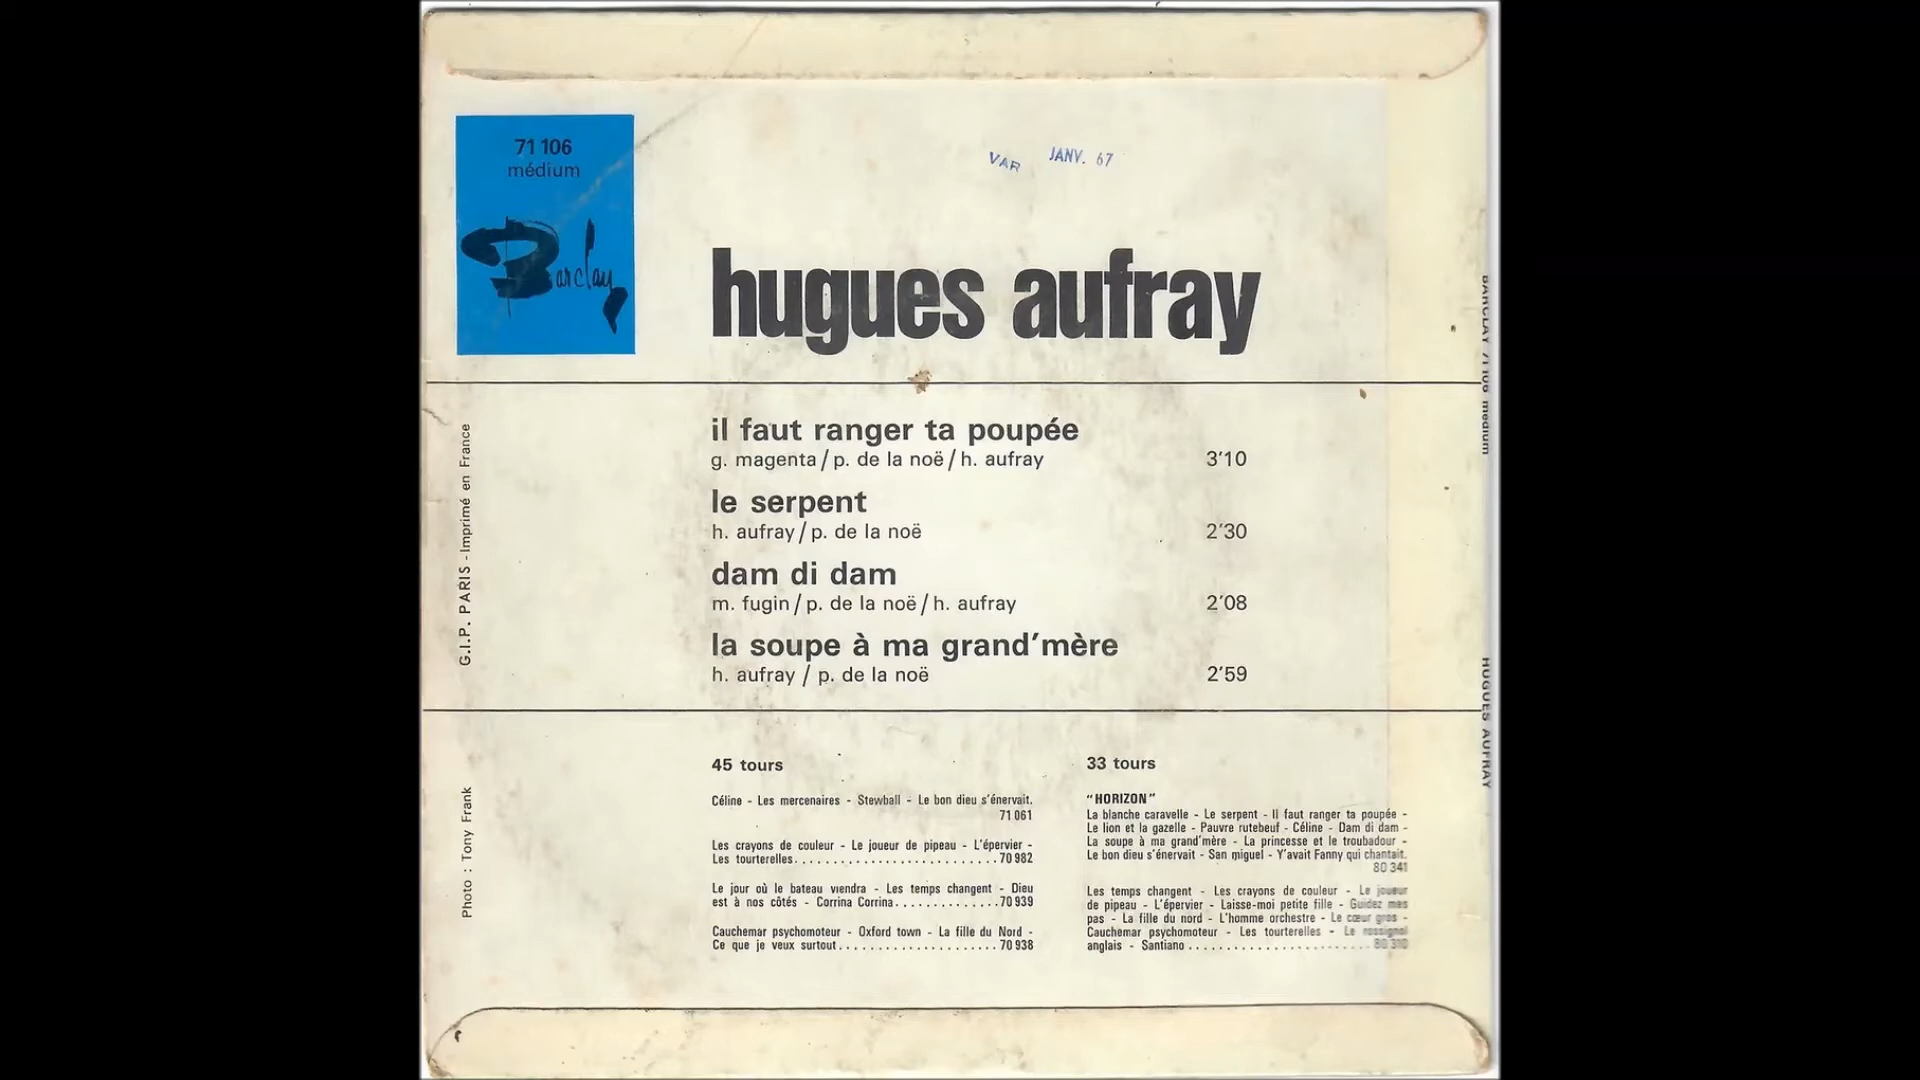 71 106
médium
Barclay
VAR JANV. 67
hugues aufray
il faut ranger ta poupée
g. magenta / p. de la noë / h. aufray 3'10
le serpent
h. aufray / p. de la noë 2'30
dam di dam
m. fugin / p. de la noë / h. aufray 2'08
la soupe à ma grand'mère
h. aufray / p. de la noë 2'59
G.I.P. PARIS - Imprimé en France
Photo : Tony Frank
45 tours
Céline - Les mercenaires - Stewball - Le bon dieu s'énervait.
71 061
Les crayons de couleur - Le joueur de pipeau - L'épervier -
Les tourterelles......................... 70 982
Le jour où le bateau viendra - Les temps changent - Dieu
est à nos côtés - Corrina Corrina............. 70 939
Cauchemar psychomoteur - Oxford town - La fille du Nord -
Ce que je veux surtout...................... 70 938
33 tours
"HORIZON"
La blanche caravelle - Le serpent - Il faut ranger ta poupée -
Le lion et la gazelle - Pauvre rutebeuf - Céline - Dam di dam -
La soupe à ma grand'mère - La princesse et le troubadour -
Le bon dieu s'énervait - San miguel - Y'avait Fanny qui chantait.
80 341
Les temps changent - Les crayons de couleur - Le joueur
de pipeau - L'épervier - Laisse-moi petite fille - Guidez mes
pas - La fille du nord - L'homme orchestre - Le cœur gros -
Cauchemar psychomoteur - Les tourterelles - Le rossignol
anglais - Santiano......................... 80 310
BARCLAY 71 106 medium
HUGUES AUFRAY